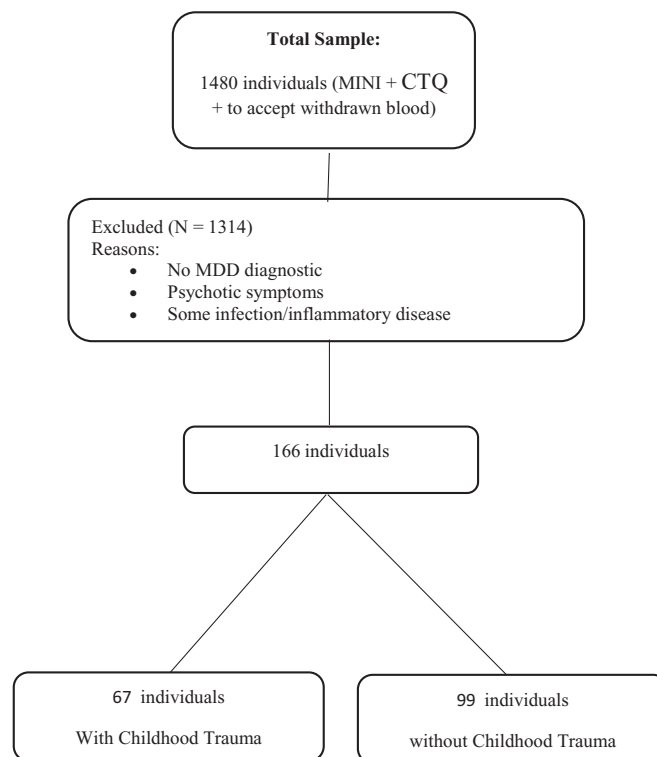 Total Sample:
1480 individuals (MINI + CTQ
+ to accept withdrawn blood)
Excluded (N = 1314)
Reasons:
• No MDD diagnostic
• Psychotic symptoms
• Some infection/inflammatory disease
166 individuals
67 individuals
With Childhood Trauma
99 individuals
without Childhood Trauma